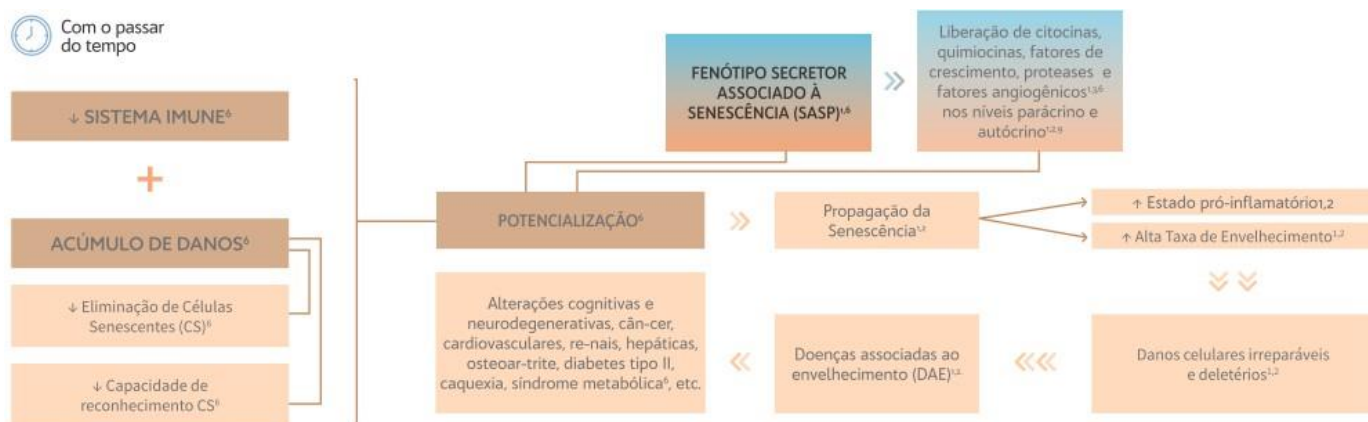 Com o passar
do tempo
↓ SISTEMA IMUNE⁶
+
ACÚMULO DE DANOS⁶
↓ Eliminação de Células
Senescentes (CS)⁶
↓ Capacidade de
reconhecimento CS⁶
FENÓTIPO SECRETOR
ASSOCIADO À
SENESCÊNCIA (SASP)¹,⁶
Liberação de citocinas,
quimiocinas, fatores de
crescimento, proteases e
fatores angiogênicos¹,³,⁶
nos níveis parácrino e
autócrino¹,²,⁹
POTENCIALIZAÇÃO⁶
Propagação da
Senescência¹,²
↑ Estado pró-inflamatório1,2
↑ Alta Taxa de Envelhecimento¹,²
Alterações cognitivas e
neurodegenerativas, cân-cer,
cardiovasculares, re-nais, hepáticas,
osteoar-trite, diabetes tipo II,
caquexia, síndrome metabólica⁶, etc.
Doenças associadas ao
envelhecimento (DAE)¹,²
Danos celulares irreparáveis
e deletérios¹,²